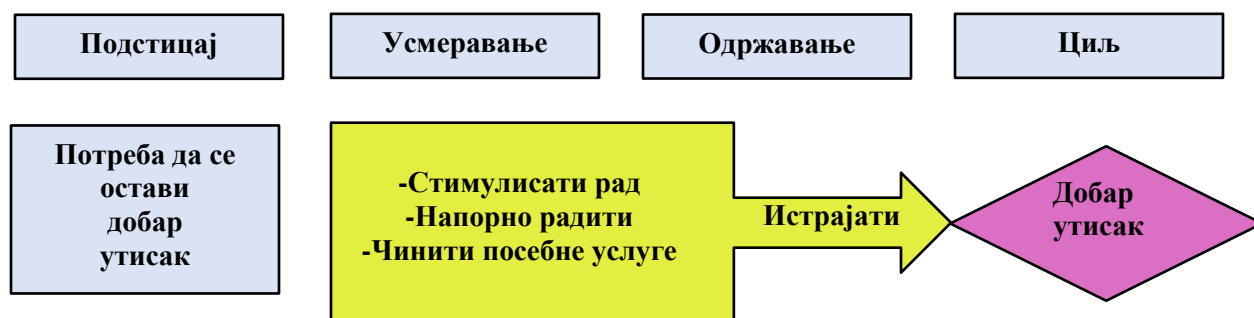 Подстицај
Усмеравање
Одржавање
Циљ
Потреба да се
остави
добар
утисак
-Стимулисати рад
-Напорно радити
-Чинити посебне услуге
Истрајати
Добар
утисак